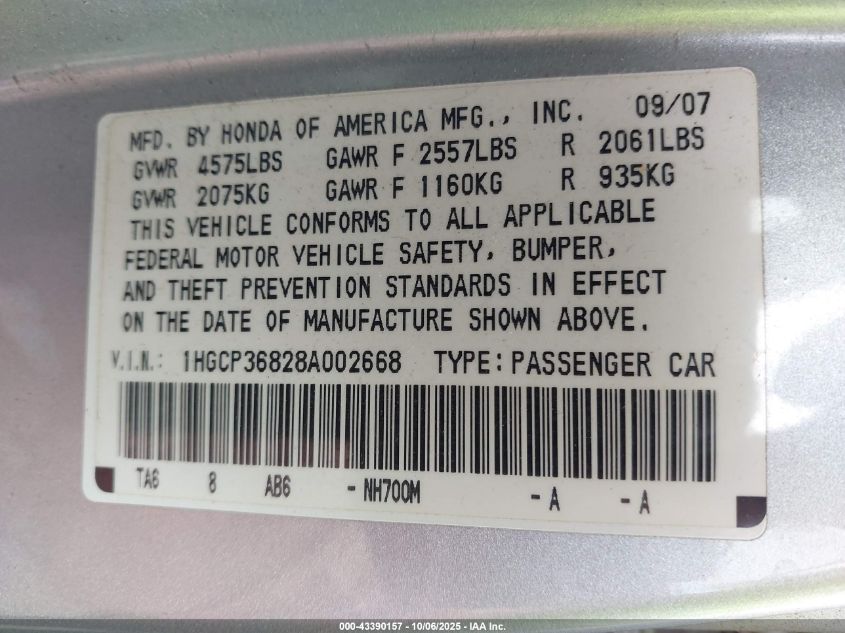 MFD. BY HONDA OF AMERICA MFG., INC. 09/07
GVWR 4575LBS GAWR F 2557LBS R 2061LBS
GVWR 2075KG GAWR F 1160KG R 935KG
THIS VEHICLE CONFORMS TO ALL APPLICABLE
FEDERAL MOTOR VEHICLE SAFETY, BUMPER,
AND THEFT PREVENTION STANDARDS IN EFFECT
ON THE DATE OF MANUFACTURE SHOWN ABOVE.
V.I.N.: 1HGCP36828A002668 TYPE: PASSENGER CAR
TA6 8 AB6 - NH700M - A - A
000-43390157 - 10/06/2025 - IAA Inc.